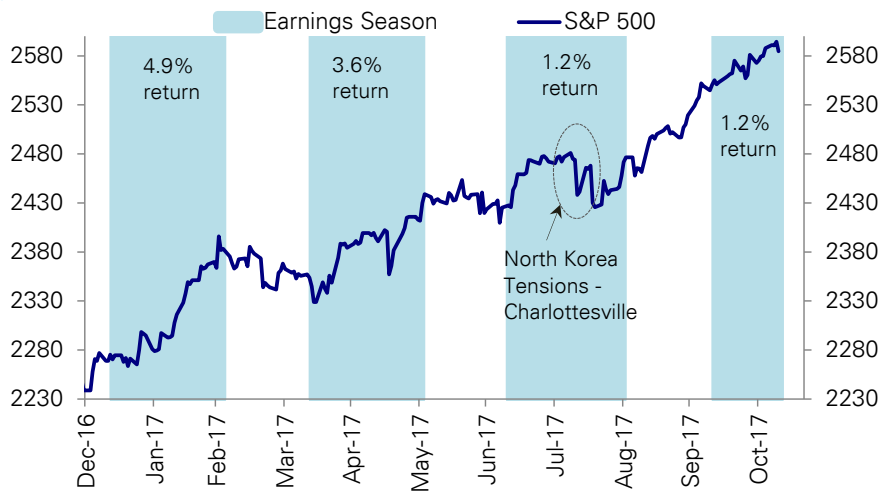 Earnings Season S&P 500
2580 2580
2530 2530
2480 2480
2430 2430
2380 2380
2330 2330
2280 2280
2230 2230
4.9%
return
3.6%
return
1.2%
return
1.2%
return
North Korea
Tensions -
Charlottesville
Dec-16
Jan-17
Feb-17
Mar-17
Apr-17
May-17
Jun-17
Jul-17
Aug-17
Sep-17
Oct-17